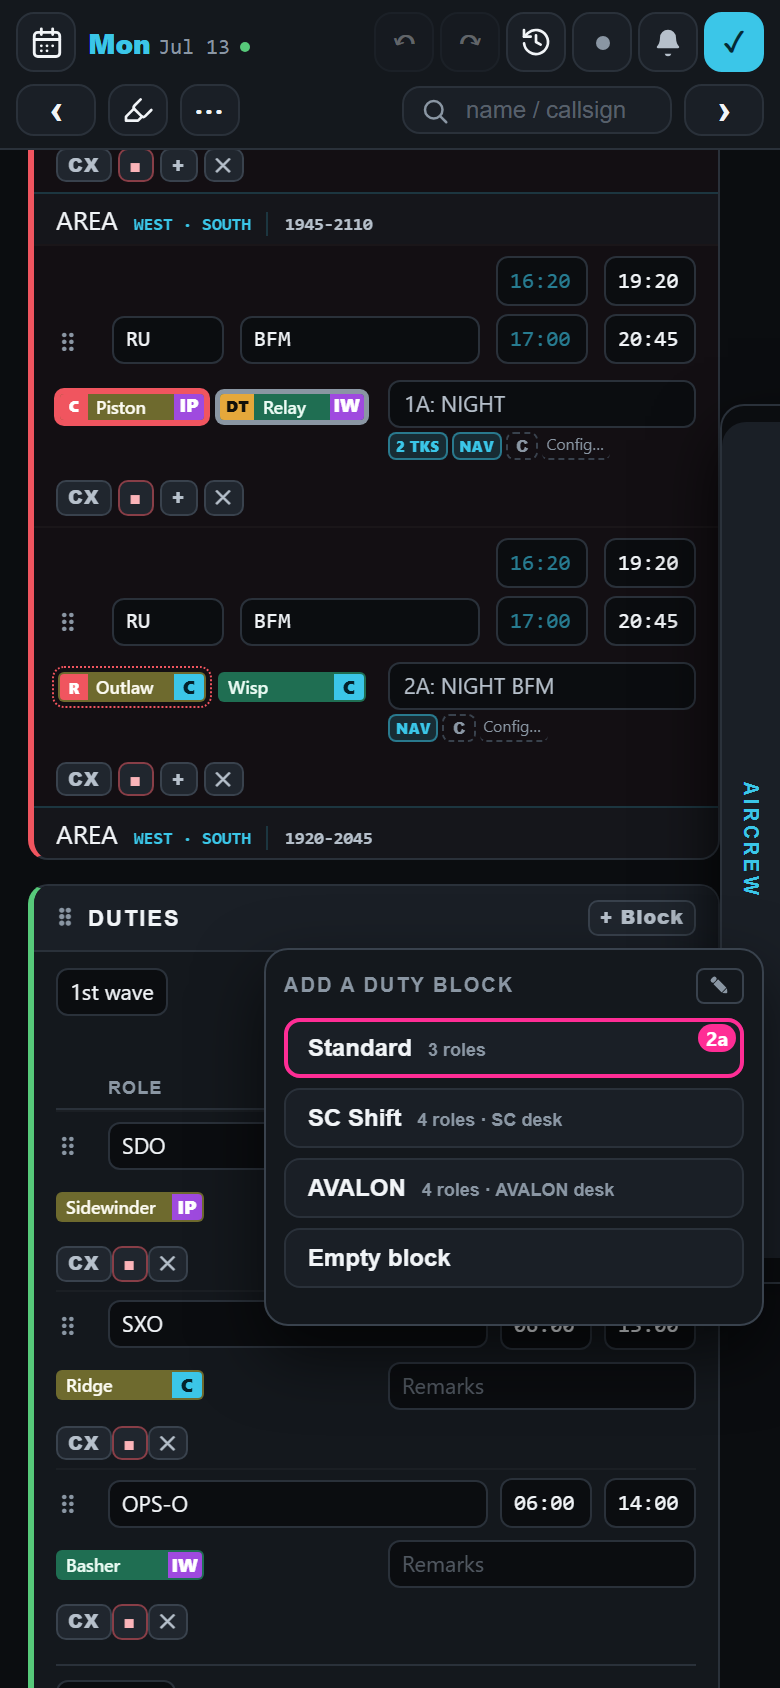 Mon Jul 13
name / callsign
CX
AREA WEST · SOUTH 1945-2110
16:20 19:20
RU BFM 17:00 20:45
C Piston IP DT Relay IW 1A: NIGHT
2 TKS NAV C Config...
CX
16:20 19:20
RU BFM 17:00 20:45
R Outlaw C Wisp C 2A: NIGHT BFM
NAV C Config...
CX
AREA WEST · SOUTH 1920-2045
AIRCREW
DUTIES + Block
1st wave
ADD A DUTY BLOCK
Standard 3 roles 2a
SC Shift 4 roles · SC desk
AVALON 4 roles · AVALON desk
Empty block
ROLE
SDO
Sidewinder IP
CX
SXO
Ridge C Remarks
CX
OPS-O 06:00 14:00
Basher IW Remarks
CX